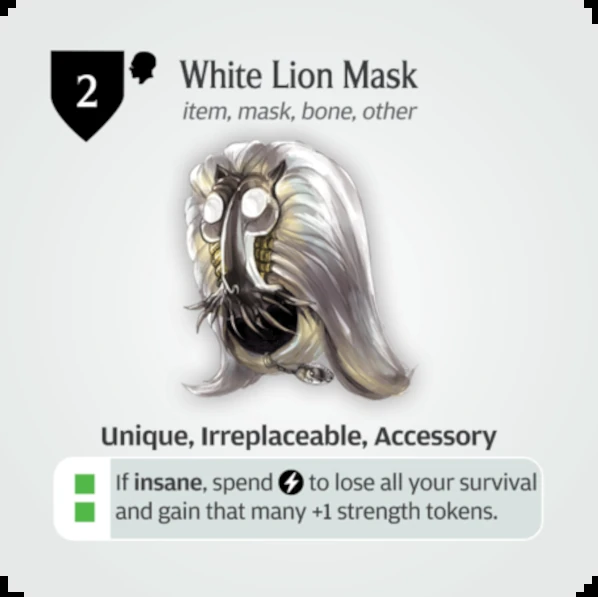 2
White Lion Mask
item, mask, bone, other
Unique, Irreplaceable, Accessory
If insane, spend to lose all your survival
and gain that many +1 strength tokens.